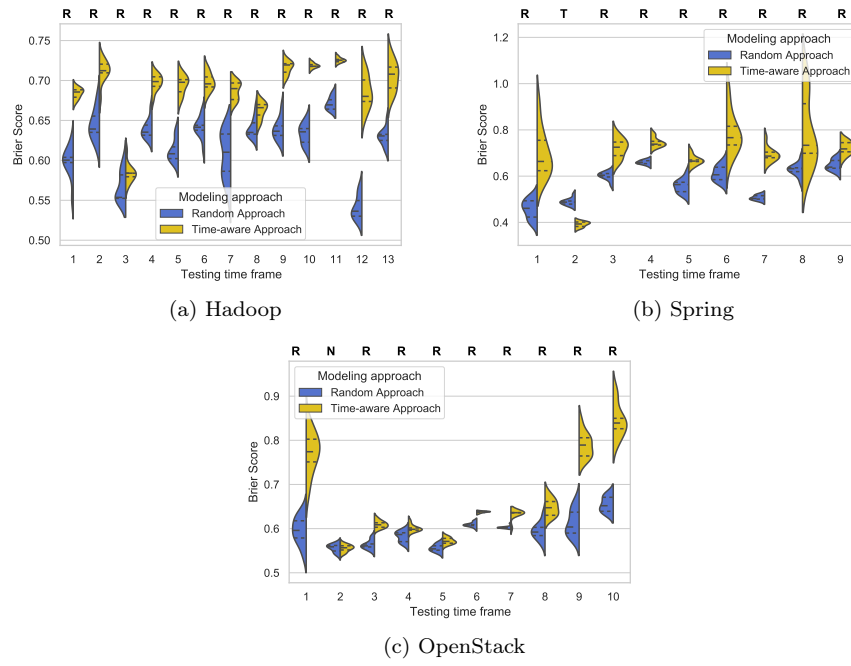 R R R R R R R R R R R R R
0.75
0.70
0.65
0.60
0.55
0.50
Brier Score
Modeling approach
Random Approach
Time-aware Approach
1 2 3 4 5 6 7 8 9 10 11 12 13
Testing time frame
(a) Hadoop
R T R R R R R R R
1.2
1.0
0.8
0.6
0.4
Brier Score
Modeling approach
Random Approach
Time-aware Approach
1 2 3 4 5 6 7 8 9
Testing time frame
(b) Spring
R N R R R R R R R R
0.9
0.8
0.7
0.6
0.5
Brier Score
Modeling approach
Random Approach
Time-aware Approach
1 2 3 4 5 6 7 8 9 10
Testing time frame
(c) OpenStack